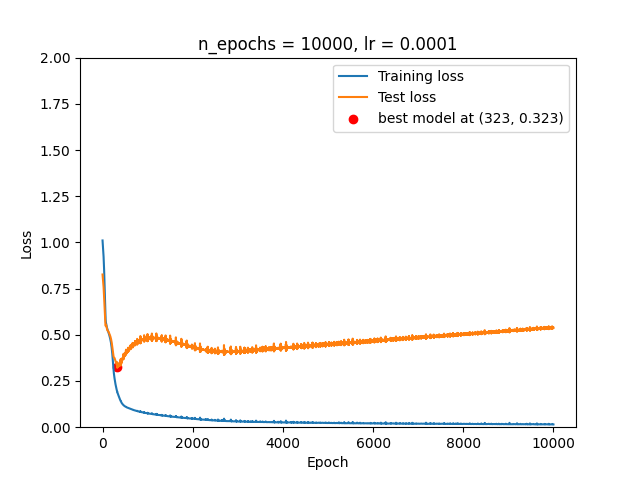 n_epochs = 10000, lr = 0.0001
2.00
1.75
1.50
1.25
1.00
0.75
0.50
0.25
0.00
Loss
Training loss
Test loss
best model at (323, 0.323)
0 2000 4000 6000 8000 10000
Epoch